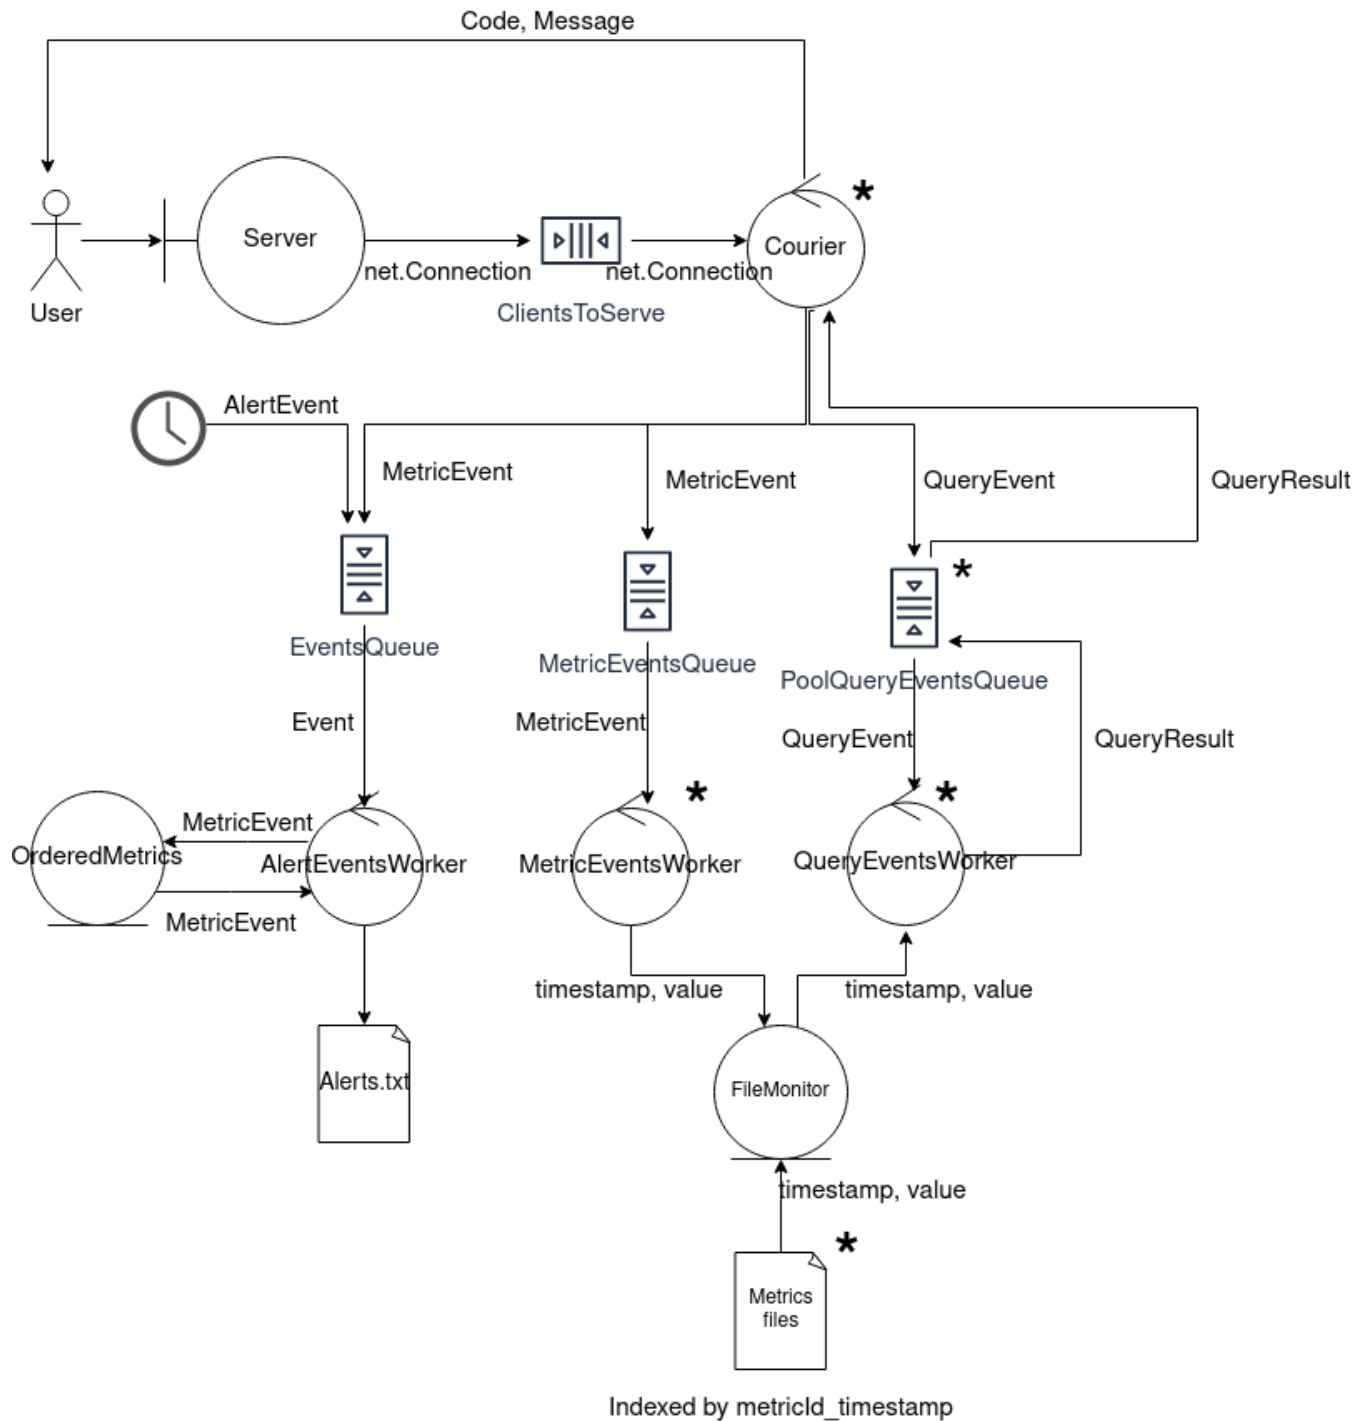 Code, Message
Server
Courier
*
net.Connection
net.Connection
User
ClientsToServe
AlertEvent
MetricEvent
MetricEvent
QueryEvent
QueryResult
*
EventsQueue
MetricEventsQueue
PoolQueryEventsQueue
Event
MetricEvent
QueryEvent
QueryResult
*
*
MetricEvent
OrderedMetrics
AlertEventsWorker
MetricEventsWorker
QueryEventsWorker
MetricEvent
timestamp, value
timestamp, value
Alerts.txt
FileMonitor
timestamp, value
*
Metrics
files
Indexed by metricId_timestamp